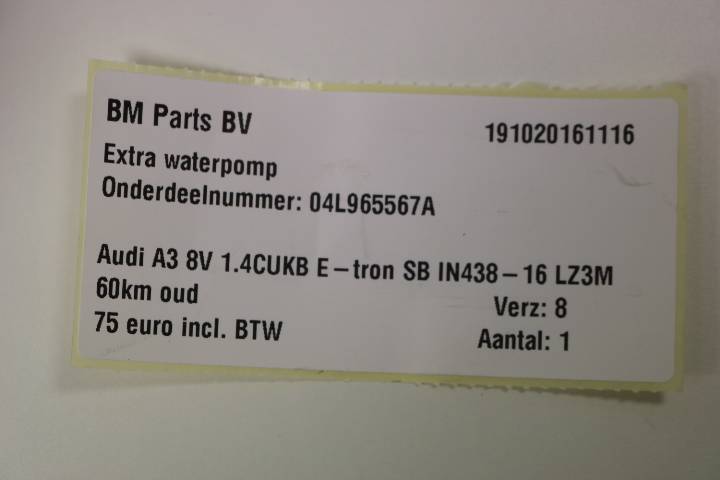 BM Parts BV 191020161116
Extra waterpomp
Onderdeelnummer: 04L965567A
Audi A3 8V 1.4CUKB E-tron SB IN438-16 LZ3M
60km oud Verz: 8
75 euro incl. BTW Aantal: 1